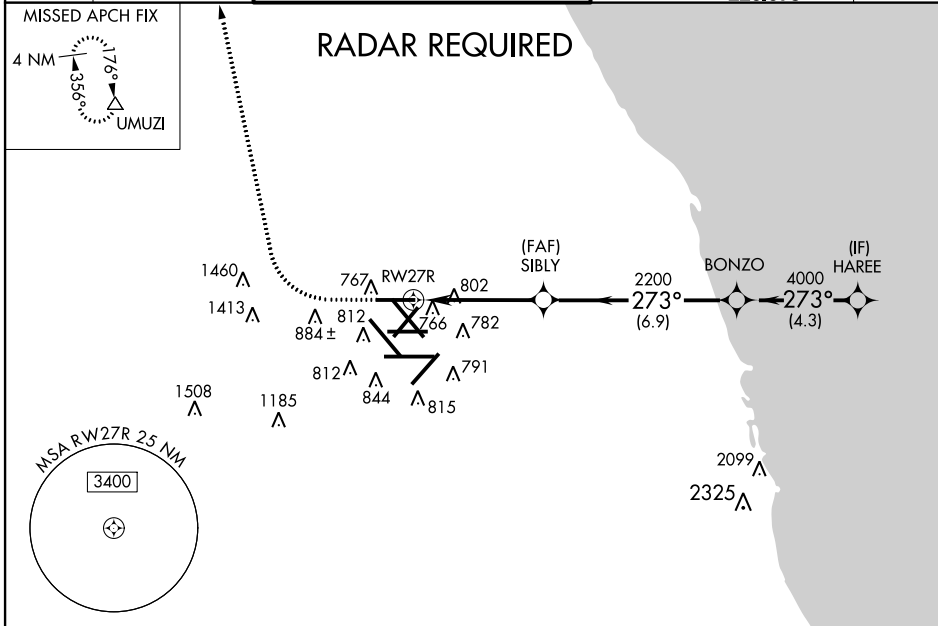 MISSED APCH FIX
4 NM
176°
356°
UMUZI
RADAR REQUIRED
(FAF)
SIBLY
BONZO
(IF)
HAREE
2200
273°
(6.9)
4000
273°
(4.3)
RW27R
1460
1413
767
802
884±
812
766
782
812
844
791
815
1508
1185
2099
2325
MSA RW27R 25 NM
3400